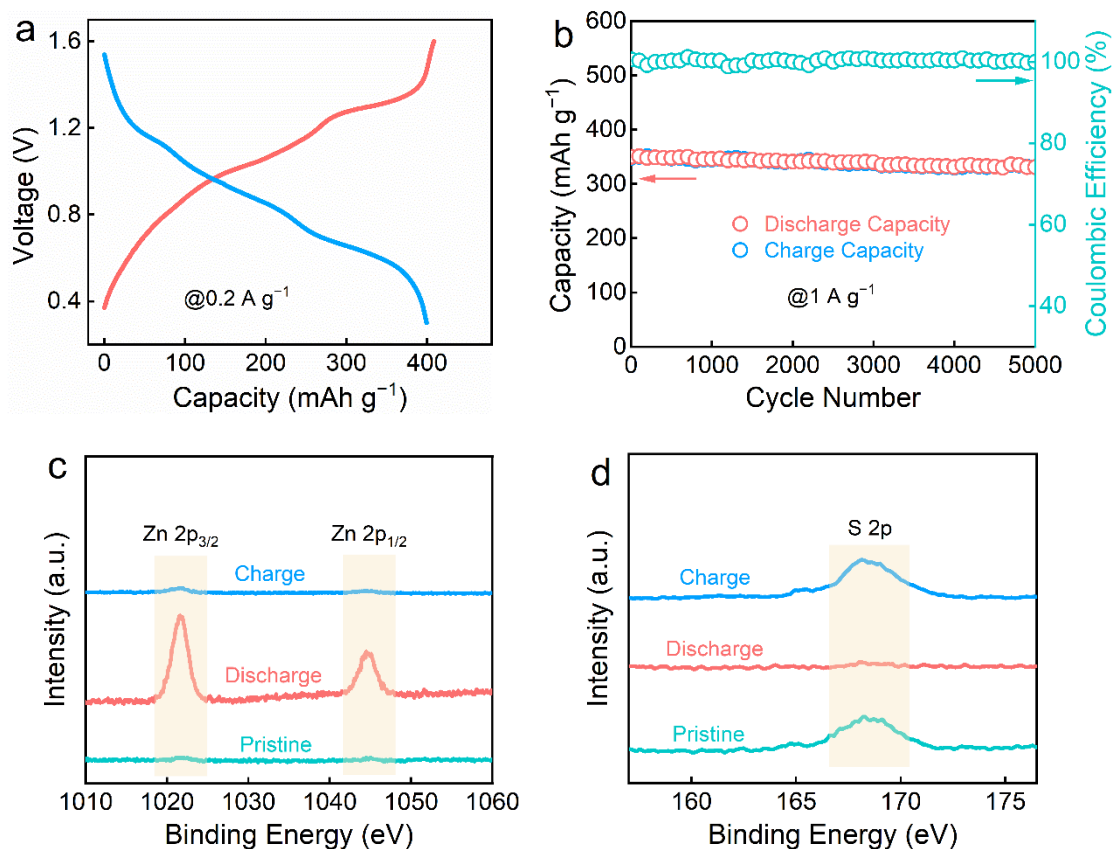 a
1.6
1.2
0.8
0.4
Voltage (V)
@0.2 A g⁻¹
0 100 200 300 400
Capacity (mAh g⁻¹)
b
600
500
400
300
200
100
0
Capacity (mAh g⁻¹)
100
80
60
40
Coulombic Efficiency (%)
Discharge Capacity
Charge Capacity
@1 A g⁻¹
0 1000 2000 3000 4000 5000
Cycle Number
c
Zn 2p₃/₂ Zn 2p₁/₂
Charge
Discharge
Pristine
Intensity (a.u.)
1010 1020 1030 1040 1050 1060
Binding Energy (eV)
d
S 2p
Charge
Discharge
Pristine
Intensity (a.u.)
160 165 170 175
Binding Energy (eV)